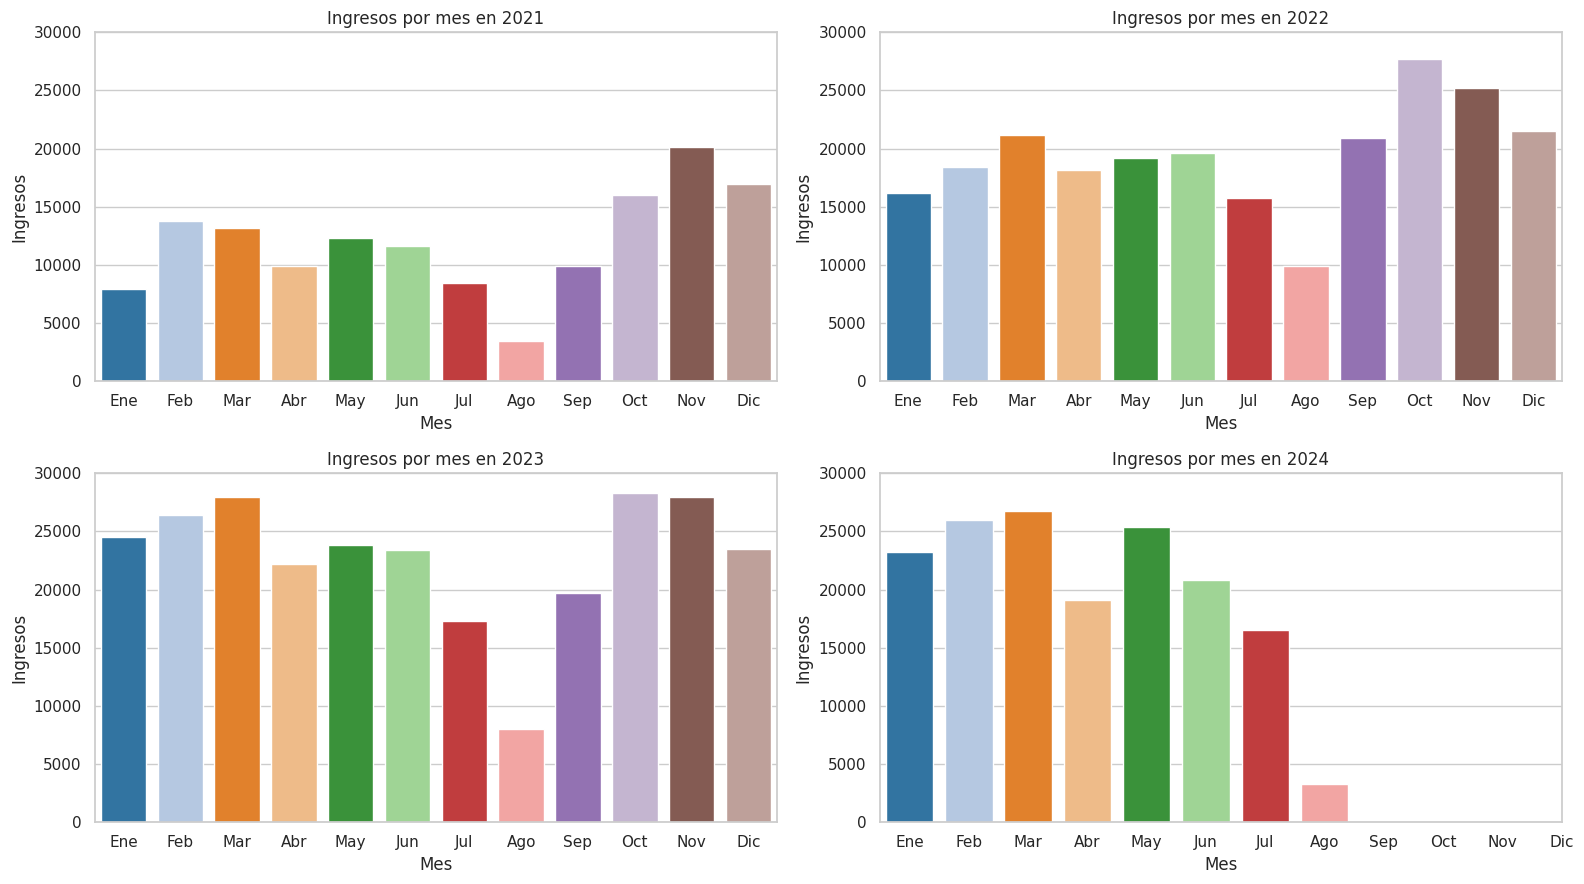 Ingresos por mes en 2021
30000
25000
20000
15000
10000
5000
0
Ingresos
Ene Feb Mar Abr May Jun Jul Ago Sep Oct Nov Dic
Mes
Ingresos por mes en 2022
30000
25000
20000
15000
10000
5000
0
Ingresos
Ene Feb Mar Abr May Jun Jul Ago Sep Oct Nov Dic
Mes
Ingresos por mes en 2023
30000
25000
20000
15000
10000
5000
0
Ingresos
Ene Feb Mar Abr May Jun Jul Ago Sep Oct Nov Dic
Mes
Ingresos por mes en 2024
30000
25000
20000
15000
10000
5000
0
Ingresos
Ene Feb Mar Abr May Jun Jul Ago Sep Oct Nov Dic
Mes